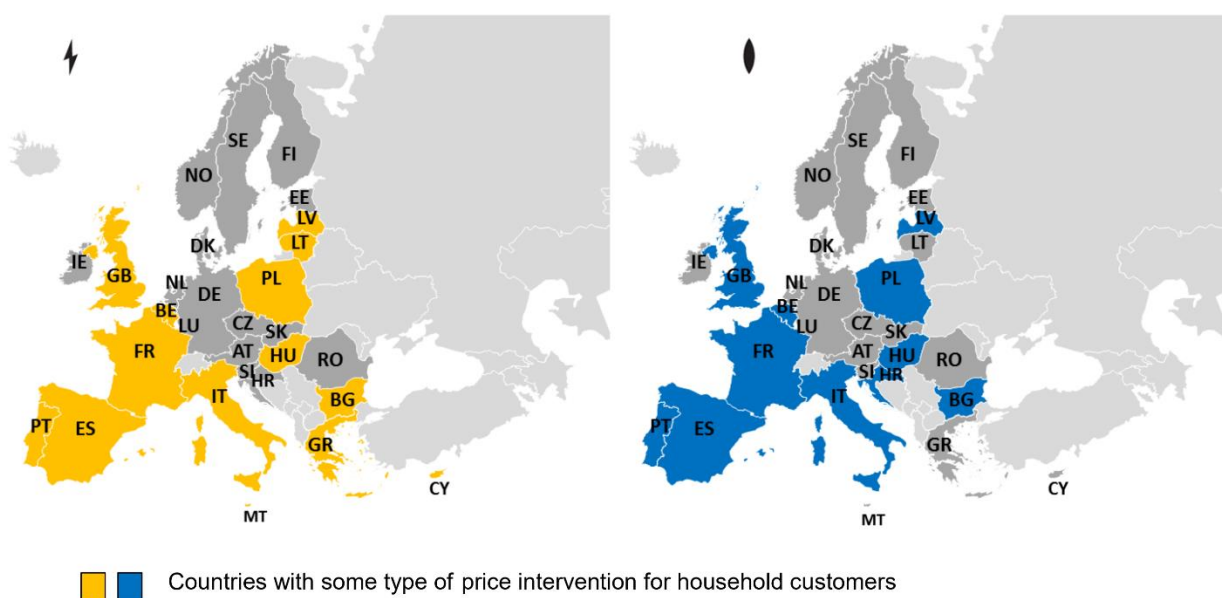 SE
FI
NO
EE
LV
DK
LT
IE
GB
NL
PL
DE
BE
LU
CZ
SK
FR
AT
HU
RO
SI
HR
IT
BG
PT
ES
GR
CY
MT
SE
FI
NO
EE
LV
DK
LT
IE
GB
NL
PL
DE
BE
LU
CZ
SK
FR
AT
HU
RO
SI
HR
IT
BG
PT
ES
GR
CY
MT
Countries with some type of price intervention for household customers